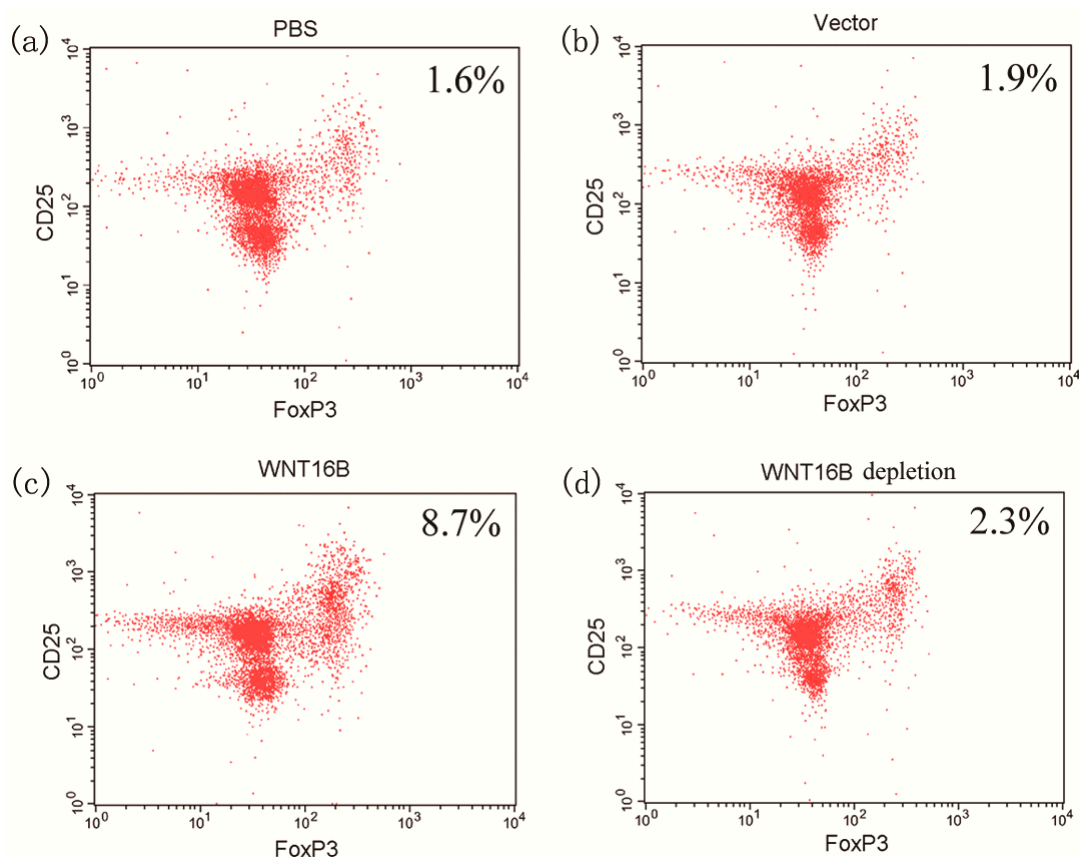 (a)
PBS
1.6%
CD25
10^4
10^3
10^2
10^1
10^0
10^0 10^1 10^2 10^3 10^4
FoxP3
(b)
Vector
1.9%
CD25
10^4
10^3
10^2
10^1
10^0
10^0 10^1 10^2 10^3 10^4
FoxP3
(c)
WNT16B
8.7%
CD25
10^4
10^3
10^2
10^1
10^0
10^0 10^1 10^2 10^3 10^4
FoxP3
(d)
WNT16B depletion
2.3%
CD25
10^4
10^3
10^2
10^1
10^0
10^0 10^1 10^2 10^3 10^4
FoxP3